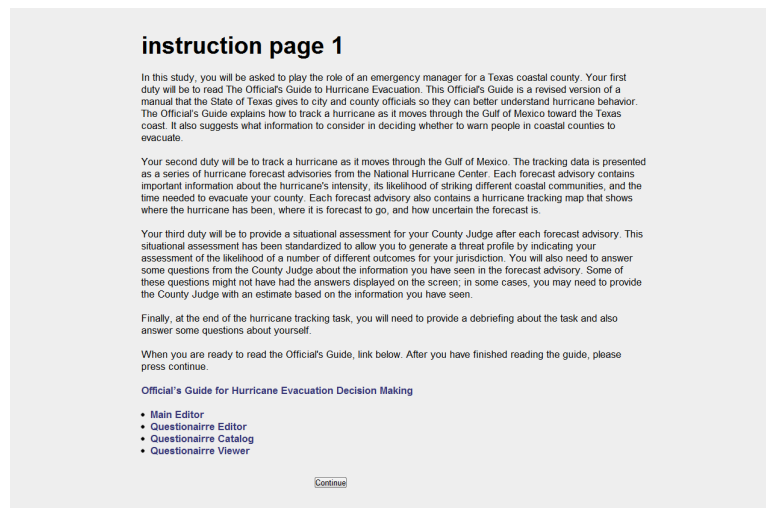 instruction page 1
In this study, you will be asked to play the role of an emergency manager for a Texas coastal county. Your first
duty will be to read The Official's Guide to Hurricane Evacuation. This Official's Guide is a revised version of a
manual that the State of Texas gives to city and county officials so they can better understand hurricane behavior.
The Official's Guide explains how to track a hurricane as it moves through the Gulf of Mexico toward the Texas
coast. It also suggests what information to consider in deciding whether to warn people in coastal counties to
evacuate.
Your second duty will be to track a hurricane as it moves through the Gulf of Mexico. The tracking data is presented
as a series of hurricane forecast advisories from the National Hurricane Center. Each forecast advisory contains
important information about the hurricane's intensity, its likelihood of striking different coastal communities, and the
time needed to evacuate your county. Each forecast advisory also contains a hurricane tracking map that shows
where the hurricane has been, where it is forecast to go, and how uncertain the forecast is.
Your third duty will be to provide a situational assessment for your County Judge after each forecast advisory. This
situational assessment has been standardized to allow you to generate a threat profile by indicating your
assessment of the likelihood of a number of different outcomes for your jurisdiction. You will also need to answer
some questions from the County Judge about the information you have seen in the forecast advisory. Some of
these questions might not have had the answers displayed on the screen; in some cases, you may need to provide
the County Judge with an estimate based on the information you have seen.
Finally, at the end of the hurricane tracking task, you will need to provide a debriefing about the task and also
answer some questions about yourself.
When you are ready to read the Official's Guide, link below. After you have finished reading the guide, please
press continue.
Official's Guide for Hurricane Evacuation Decision Making
• Main Editor
• Questionairre Editor
• Questionairre Catalog
• Questionairre Viewer
Continue